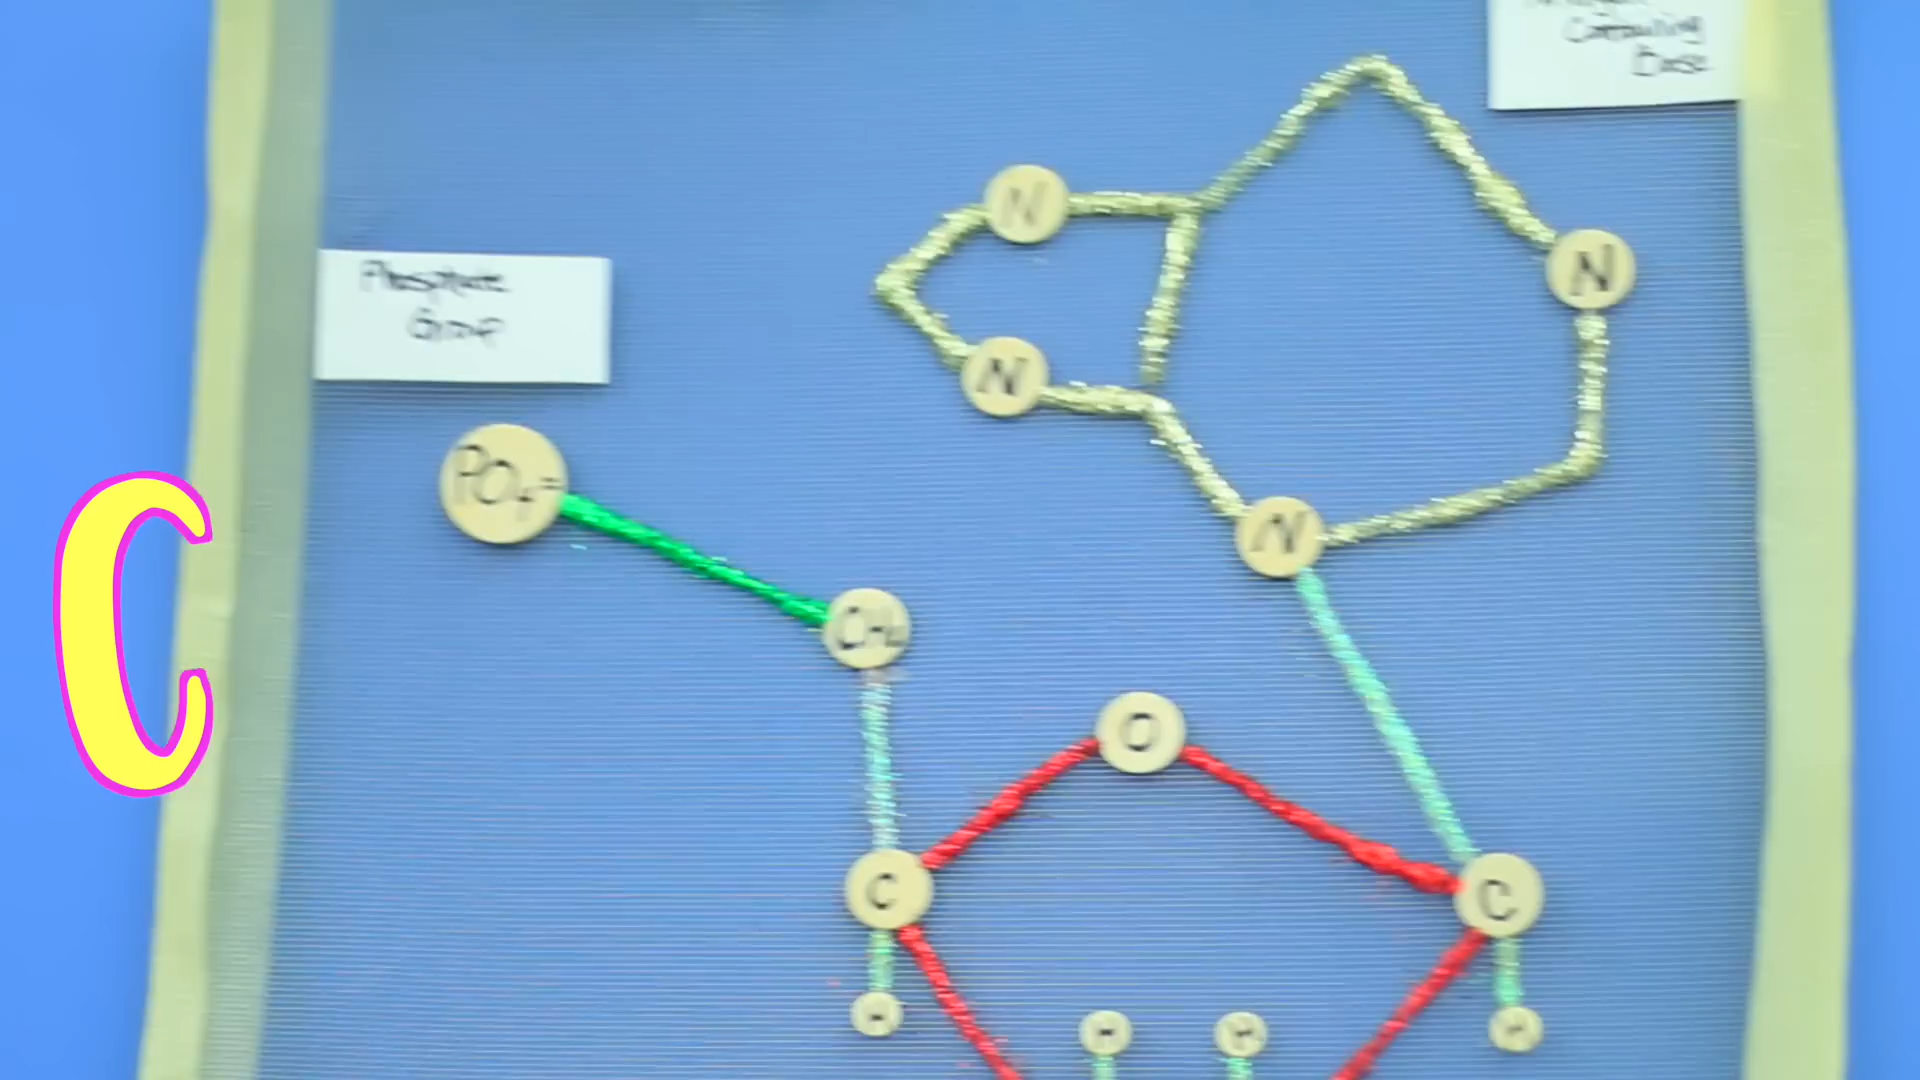 Containing
Base
N
N
Phosphate
Group
N
PO4=
N
CH2
C
O
C
C
H
H
H
H